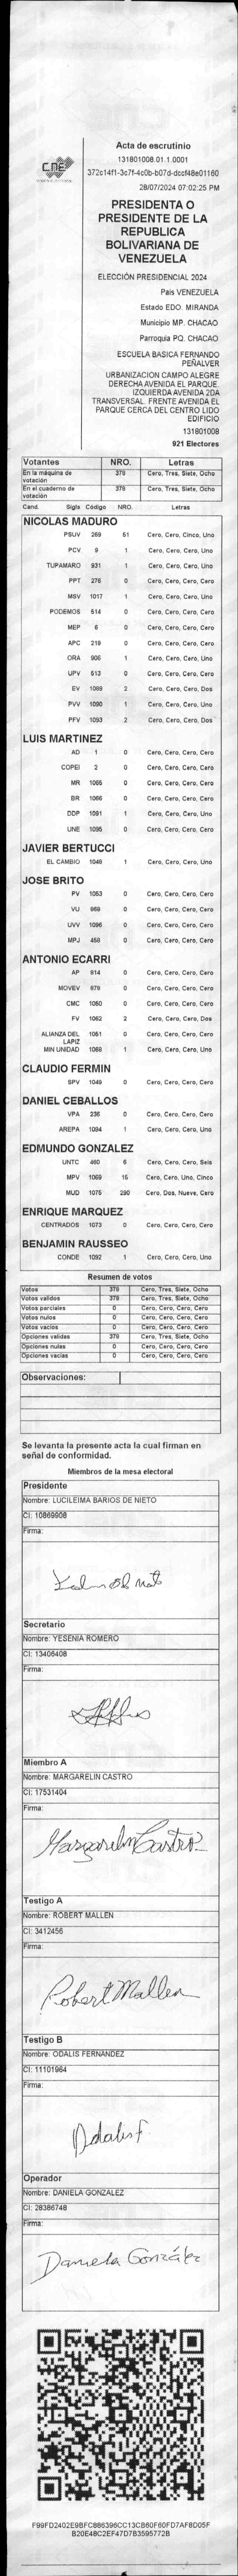 Acta de escrutinio
131801008.01.1.0001
372c14f1-3c7f-4c0b-b07d-dccf48e01160
28/07/2024 07:02:25 PM
CNE
PRESIDENTA O
PRESIDENTE DE LA
REPUBLICA
BOLIVARIANA DE
VENEZUELA
ELECCIÓN PRESIDENCIAL 2024
Pais VENEZUELA
Estado EDO. MIRANDA
Municipio MP. CHACAO
Parroquia PQ. CHACAO
ESCUELA BASICA FERNANDO
PEÑALVER
URBANIZACION CAMPO ALEGRE
DERECHA AVENIDA EL PARQUE.
IZQUIERDA AVENIDA 2DA
TRANSVERSAL. FRENTE AVENIDA EL
PARQUE CERCA DEL CENTRO LIDO
EDIFICIO
131801008
921 Electores
Votantes NRO. Letras
En la máquina de votación 378 Cero, Tres, Siete, Ocho
En el cuaderno de votación 378 Cero, Tres, Siete, Ocho
Cand. Sigla Código NRO. Letras
NICOLAS MADURO
PSUV 269 51 Cero, Cero, Cinco, Uno
PCV 9 1 Cero, Cero, Cero, Uno
TUPAMARO 931 1 Cero, Cero, Cero, Uno
PPT 276 0 Cero, Cero, Cero, Cero
MSV 1017 1 Cero, Cero, Cero, Uno
PODEMOS 514 0 Cero, Cero, Cero, Cero
MEP 6 0 Cero, Cero, Cero, Cero
APC 219 0 Cero, Cero, Cero, Cero
ORA 906 1 Cero, Cero, Cero, Uno
UPV 513 0 Cero, Cero, Cero, Cero
EV 1089 2 Cero, Cero, Cero, Dos
PVV 1090 1 Cero, Cero, Cero, Uno
PFV 1093 2 Cero, Cero, Cero, Dos
LUIS MARTINEZ
AD 1 0 Cero, Cero, Cero, Cero
COPEI 2 0 Cero, Cero, Cero, Cero
MR 1065 0 Cero, Cero, Cero, Cero
BR 1066 0 Cero, Cero, Cero, Cero
DDP 1091 1 Cero, Cero, Cero, Uno
UNE 1095 0 Cero, Cero, Cero, Cero
JAVIER BERTUCCI
EL CAMBIO 1048 1 Cero, Cero, Cero, Uno
JOSE BRITO
PV 1053 0 Cero, Cero, Cero, Cero
VU 969 0 Cero, Cero, Cero, Cero
UVV 1096 0 Cero, Cero, Cero, Cero
MPJ 458 0 Cero, Cero, Cero, Cero
ANTONIO ECARRI
AP 814 0 Cero, Cero, Cero, Cero
MOVEV 679 0 Cero, Cero, Cero, Cero
CMC 1050 0 Cero, Cero, Cero, Cero
FV 1062 2 Cero, Cero, Cero, Dos
ALIANZA DEL LAPIZ 1051 0 Cero, Cero, Cero, Cero
MIN UNIDAD 1068 1 Cero, Cero, Cero, Uno
CLAUDIO FERMIN
SPV 1049 0 Cero, Cero, Cero, Cero
DANIEL CEBALLOS
VPA 236 0 Cero, Cero, Cero, Cero
AREPA 1094 1 Cero, Cero, Cero, Uno
EDMUNDO GONZALEZ
UNTC 460 6 Cero, Cero, Cero, Seis
MPV 1069 15 Cero, Cero, Uno, Cinco
MUD 1075 290 Cero, Dos, Nueve, Cero
ENRIQUE MARQUEZ
CENTRADOS 1073 0 Cero, Cero, Cero, Cero
BENJAMIN RAUSSEO
CONDE 1092 1 Cero, Cero, Cero, Uno
Resumen de votos
Votos 378 Cero, Tres, Siete, Ocho
Votos validos 378 Cero, Tres, Siete, Ocho
Votos parciales 0 Cero, Cero, Cero, Cero
Votos nulos 0 Cero, Cero, Cero, Cero
Votos vacios 0 Cero, Cero, Cero, Cero
Opciones validas 378 Cero, Tres, Siete, Ocho
Opciones nulas 0 Cero, Cero, Cero, Cero
Opciones vacias 0 Cero, Cero, Cero, Cero
Observaciones:
Se levanta la presente acta la cual firman en
señal de conformidad.
Miembros de la mesa electoral
Presidente
Nombre: LUCILEIMA BARIOS DE NIETO
CI: 10869908
Firma:
Secretario
Nombre: YESENIA ROMERO
CI: 13406408
Firma:
Miembro A
Nombre: MARGARELIN CASTRO
CI: 17531404
Firma:
Margarelin Castro
Testigo A
Nombre: ROBERT MALLEN
CI: 3412456
Firma:
Robert Mallen
Testigo B
Nombre: ODALIS FERNANDEZ
CI: 11101964
Firma:
Odalis F
Operador
Nombre: DANIELA GONZALEZ
CI: 28386748
Firma:
Daniela González
F99FD2402E9BFC886396CC13CB60F60FD7AF8D05F
B20E48C2EF47D7B3595772B